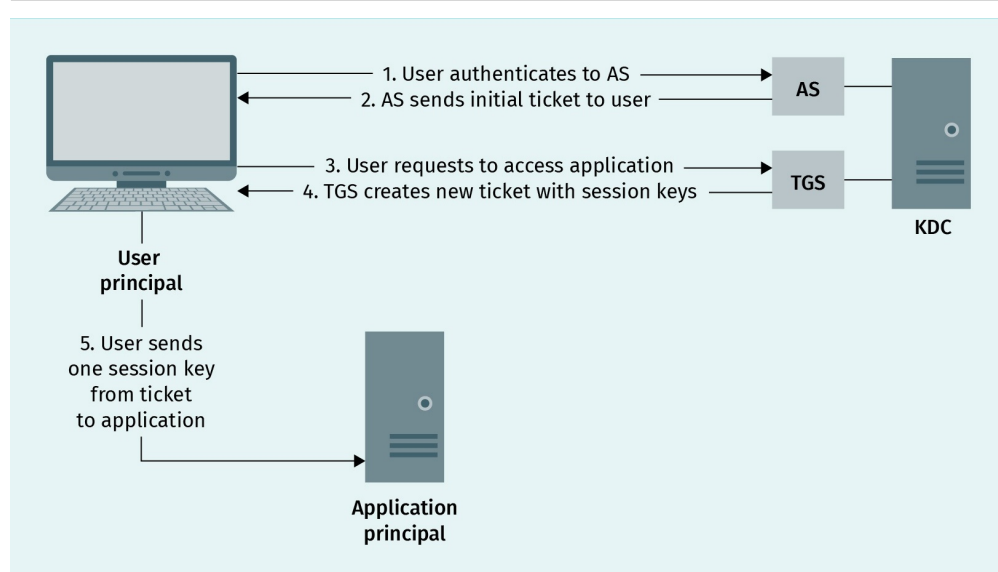 1. User authenticates to AS
2. AS sends initial ticket to user
AS
3. User requests to access application
4. TGS creates new ticket with session keys
TGS
KDC
User
principal
5. User sends
one session key
from ticket
to application
Application
principal